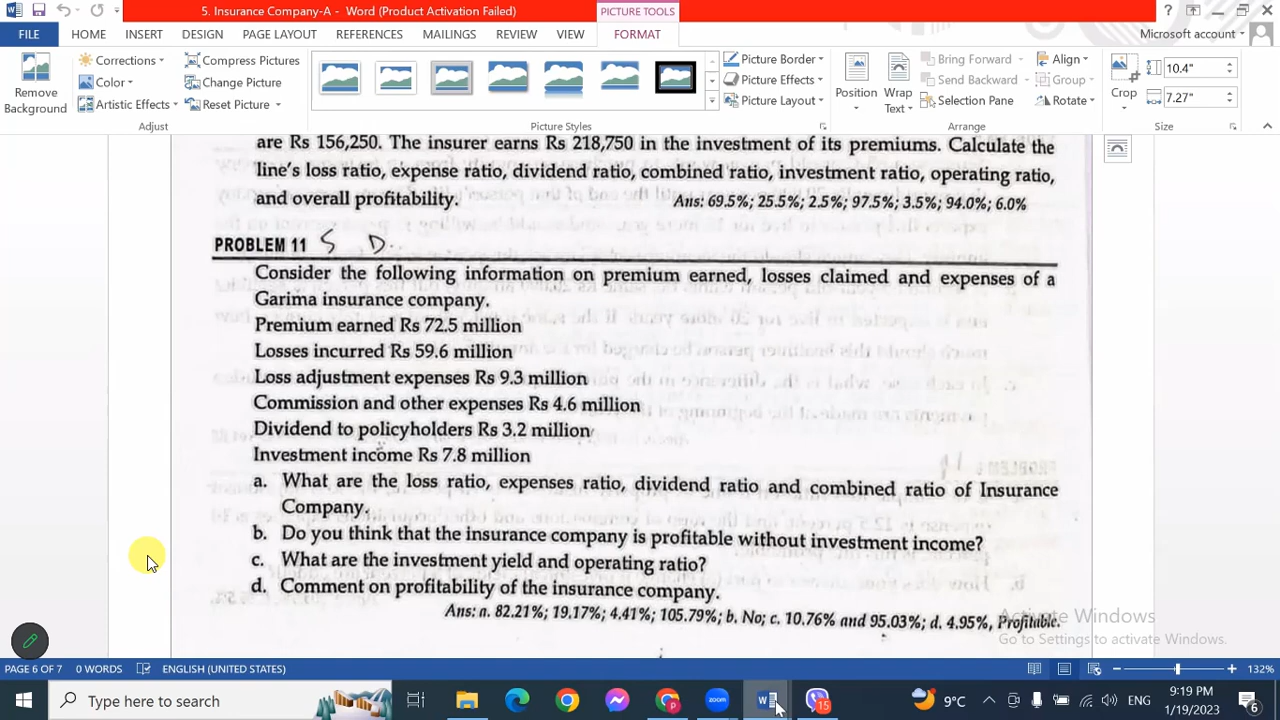 5. Insurance Company-A - Word (Product Activation Failed)
PICTURE TOOLS
FILE HOME INSERT DESIGN PAGE LAYOUT REFERENCES MAILINGS REVIEW VIEW FORMAT Microsoft account
Remove Background
Corrections
Color
Artistic Effects
Compress Pictures
Change Picture
Reset Picture
Adjust
Picture Styles
Picture Border
Picture Effects
Picture Layout
Position
Wrap Text
Bring Forward
Send Backward
Selection Pane
Align
Group
Rotate
Arrange
Crop
10.4"
7.27"
Size
are Rs 156,250. The insurer earns Rs 218,750 in the investment of its premiums. Calculate the
line's loss ratio, expense ratio, dividend ratio, combined ratio, investment ratio, operating ratio,
and overall profitability. Ans: 69.5%; 25.5%; 2.5%; 97.5%; 3.5%; 94.0%; 6.0%
PROBLEM 11 S D.
Consider the following information on premium earned, losses claimed and expenses of a
Garima insurance company.
Premium earned Rs 72.5 million
Losses incurred Rs 59.6 million
Loss adjustment expenses Rs 9.3 million
Commission and other expenses Rs 4.6 million
Dividend to policyholders Rs 3.2 million
Investment income Rs 7.8 million
a. What are the loss ratio, expenses ratio, dividend ratio and combined ratio of Insurance
Company.
b. Do you think that the insurance company is profitable without investment income?
c. What are the investment yield and operating ratio?
d. Comment on profitability of the insurance company.
Ans: a. 82.21%; 19.17%; 4.41%; 105.79%; b. No; c. 10.76% and 95.03%; d. 4.95%, Profitable.
Activate Windows
Go to Settings to activate Windows.
PAGE 6 OF 7 0 WORDS ENGLISH (UNITED STATES) 132%
Type here to search
zoom
15
9°C
ENG
9:19 PM
1/19/2023
6